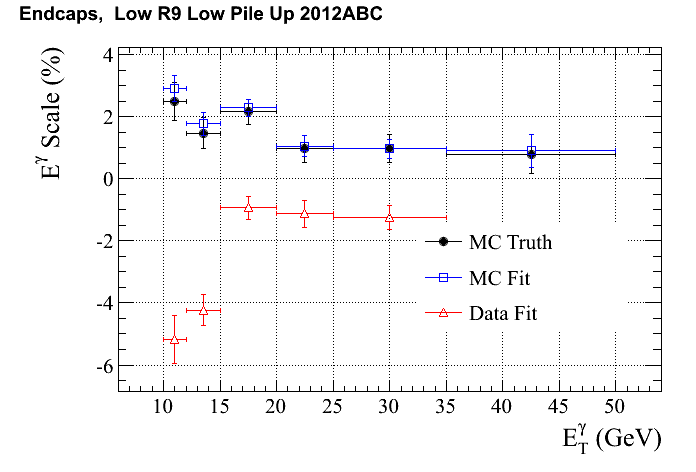 Endcaps, Low R9 Low Pile Up 2012ABC
E^γ Scale (%)
4
2
0
-2
-4
-6
MC Truth
MC Fit
Data Fit
10 15 20 25 30 35 40 45 50
E_T^γ (GeV)